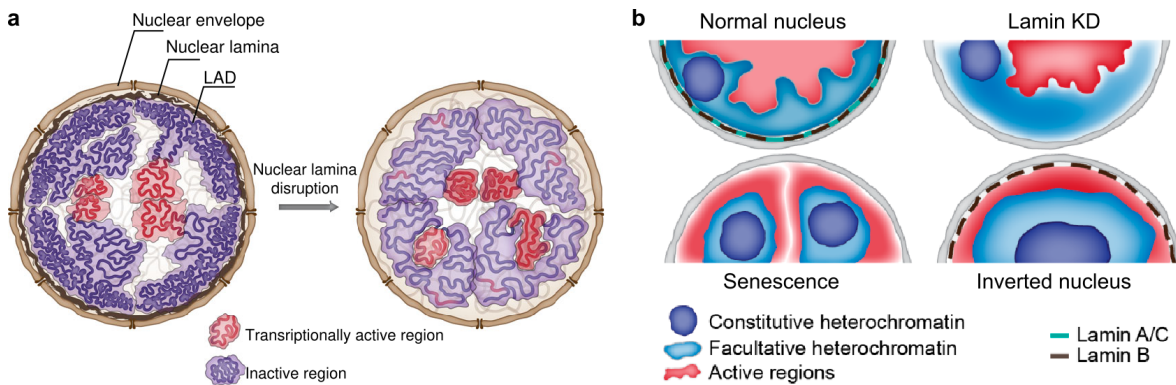 a
Nuclear envelope
Nuclear lamina
LAD
Nuclear lamina
disruption
Transriptionally active region
Inactive region
b
Normal nucleus
Lamin KD
Senescence
Inverted nucleus
Constitutive heterochromatin
Facultative heterochromatin
Active regions
Lamin A/C
Lamin B